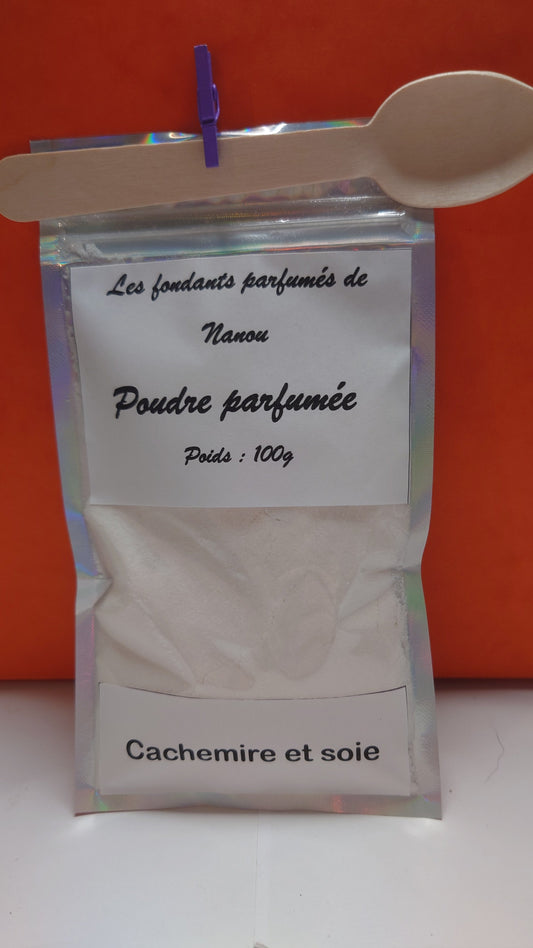 Les fondants parfumés de
Nanou
Poudre parfumée
Poids : 100g
Cachemire et soie